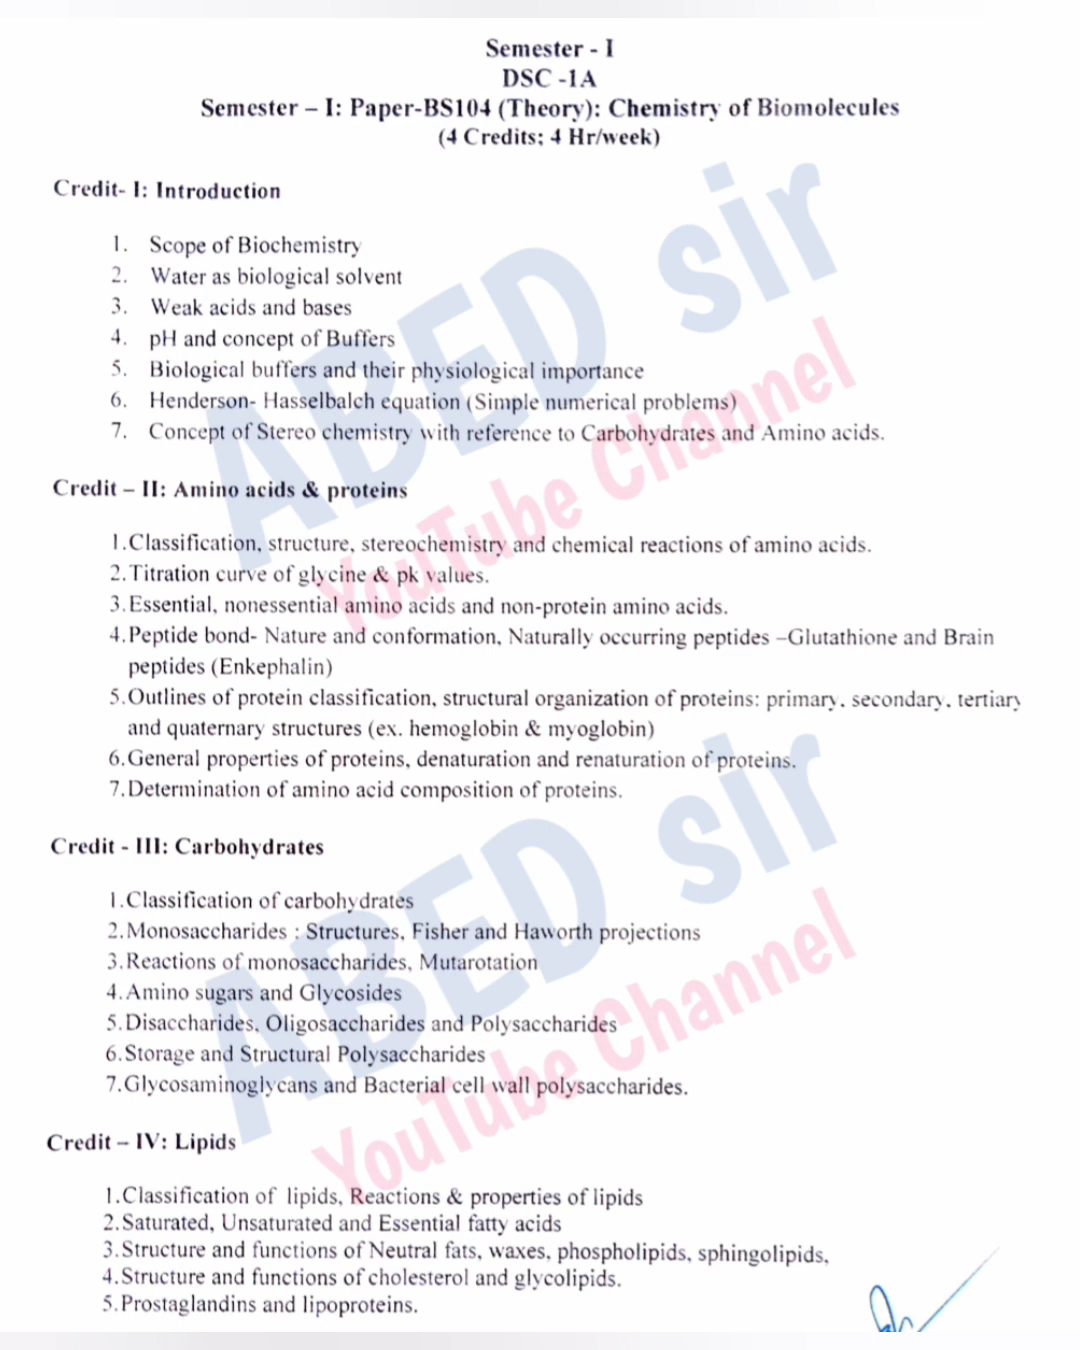 Semester - I
DSC -1A
Semester – I: Paper-BS104 (Theory): Chemistry of Biomolecules
(4 Credits; 4 Hr/week)
Credit- I: Introduction
1. Scope of Biochemistry
2. Water as biological solvent
3. Weak acids and bases
4. pH and concept of Buffers
5. Biological buffers and their physiological importance
6. Henderson- Hasselbalch equation (Simple numerical problems)
7. Concept of Stereo chemistry with reference to Carbohydrates and Amino acids.
Credit – II: Amino acids & proteins
1.Classification, structure, stereochemistry and chemical reactions of amino acids.
2.Titration curve of glycine & pk values.
3.Essential, nonessential amino acids and non-protein amino acids.
4.Peptide bond- Nature and conformation, Naturally occurring peptides –Glutathione and Brain
peptides (Enkephalin)
5.Outlines of protein classification, structural organization of proteins: primary, secondary, tertiary
and quaternary structures (ex. hemoglobin & myoglobin)
6.General properties of proteins, denaturation and renaturation of proteins.
7.Determination of amino acid composition of proteins.
Credit - III: Carbohydrates
1.Classification of carbohydrates
2.Monosaccharides : Structures, Fisher and Haworth projections
3.Reactions of monosaccharides, Mutarotation
4.Amino sugars and Glycosides
5.Disaccharides, Oligosaccharides and Polysaccharides
6.Storage and Structural Polysaccharides
7.Glycosaminoglycans and Bacterial cell wall polysaccharides.
Credit – IV: Lipids
1.Classification of lipids, Reactions & properties of lipids
2.Saturated, Unsaturated and Essential fatty acids
3.Structure and functions of Neutral fats, waxes, phospholipids, sphingolipids,
4.Structure and functions of cholesterol and glycolipids.
5.Prostaglandins and lipoproteins.
ABED sir
YouTube Channel
ABED sir
YouTube Channel